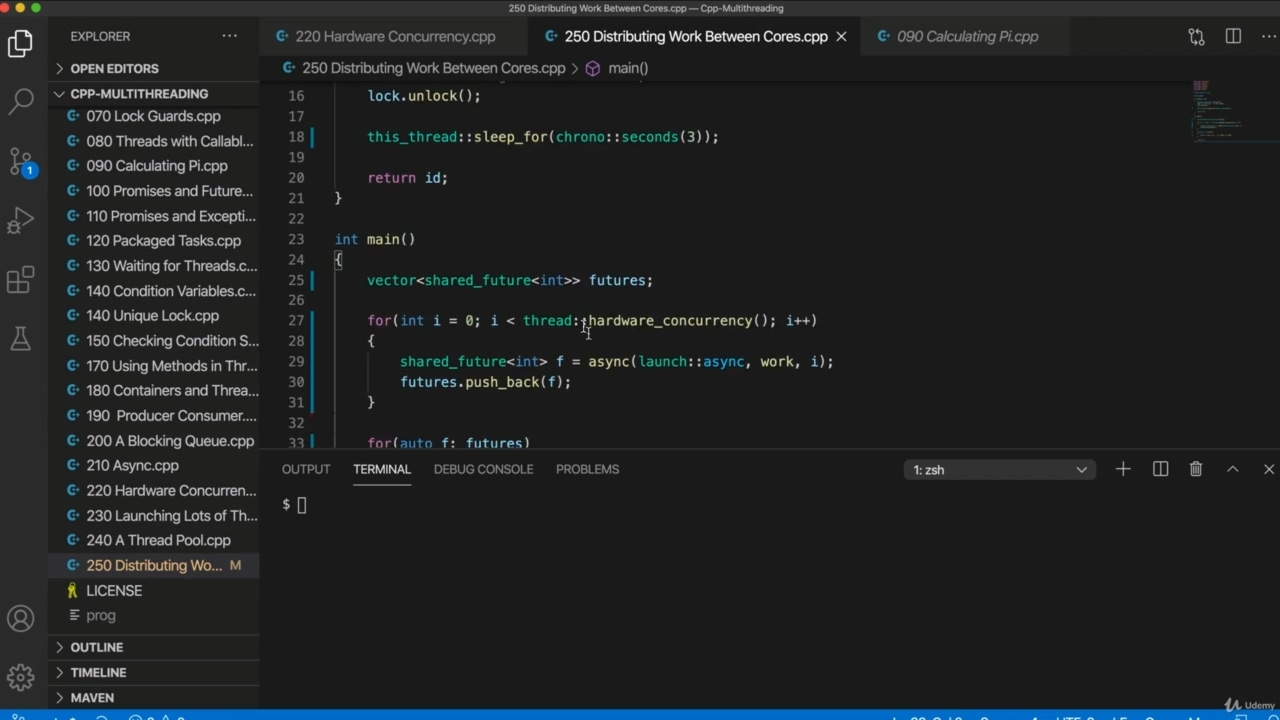 250 Distributing Work Between Cores.cpp — Cpp-Multithreading
EXPLORER
220 Hardware Concurrency.cpp
250 Distributing Work Between Cores.cpp
090 Calculating Pi.cpp
OPEN EDITORS
250 Distributing Work Between Cores.cpp > main()
CPP-MULTITHREADING
070 Lock Guards.cpp
080 Threads with Callabl...
090 Calculating Pi.cpp
100 Promises and Future...
110 Promises and Excepti...
120 Packaged Tasks.cpp
130 Waiting for Threads.c...
140 Condition Variables.c...
140 Unique Lock.cpp
150 Checking Condition S...
170 Using Methods in Thr...
180 Containers and Threa...
190 Producer Consumer....
200 A Blocking Queue.cpp
210 Async.cpp
220 Hardware Concurren...
230 Launching Lots of Th...
240 A Thread Pool.cpp
250 Distributing Wo... M
LICENSE
prog
OUTLINE
TIMELINE
MAVEN
1
16 lock.unlock();
17
18 this_thread::sleep_for(chrono::seconds(3));
19
20 return id;
21 }
22
23 int main()
24 {
25 vector<shared_future<int>> futures;
26
27 for(int i = 0; i < thread::hardware_concurrency(); i++)
28 {
29 shared_future<int> f = async(launch::async, work, i);
30 futures.push_back(f);
31 }
32
33 for(auto f: futures)
OUTPUT TERMINAL DEBUG CONSOLE PROBLEMS
1: zsh
$
Udemy